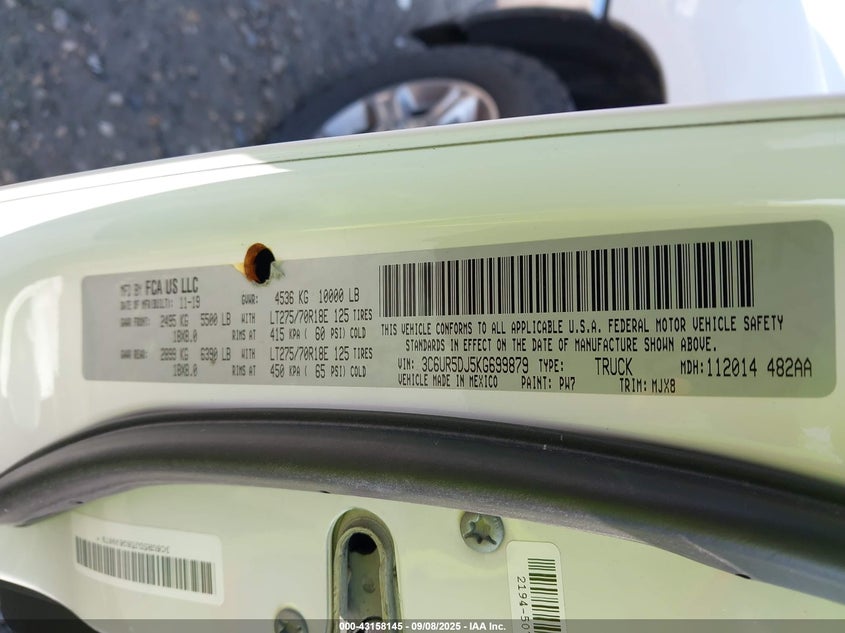 MFD BY FCA US LLC
DATE OF MFR(BUILT): 11-19 GVWR: 4536 KG 10000 LB
GAWR FRONT: 2495 KG 5500 LB WITH LT275/70R18E 125 TIRES
18X8.0 RIMS AT 415 KPA ( 60 PSI) COLD
GAWR REAR: 2899 KG 6390 LB WITH LT275/70R18E 125 TIRES
18X8.0 RIMS AT 450 KPA ( 65 PSI) COLD
THIS VEHICLE CONFORMS TO ALL APPLICABLE U.S.A. FEDERAL MOTOR VEHICLE SAFETY
STANDARDS IN EFFECT ON THE DATE OF MANUFACTURE SHOWN ABOVE.
VIN: 3C6UR5DJ5KG699879 TYPE: TRUCK MDH: 112014 482AA
VEHICLE MADE IN MEXICO PAINT: PW7 TRIM: MJX8
000-43158145 - 09/08/2025 - IAA Inc.